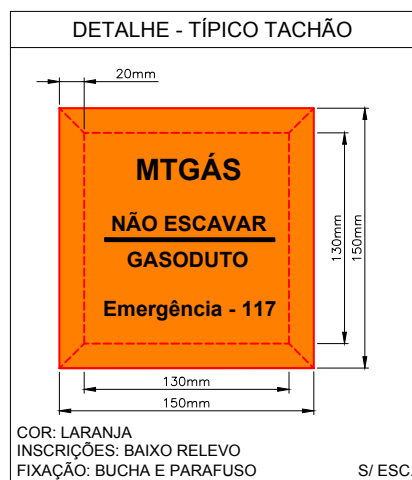 DETALHE - TÍPICO TACHÃO
20mm
MTGÁS
NÃO ESCAVAR
GASODUTO
Emergência - 117
130mm
150mm
130mm
150mm
COR: LARANJA
INSCRIÇÕES: BAIXO RELEVO
FIXAÇÃO: BUCHA E PARAFUSO S/ ESC.